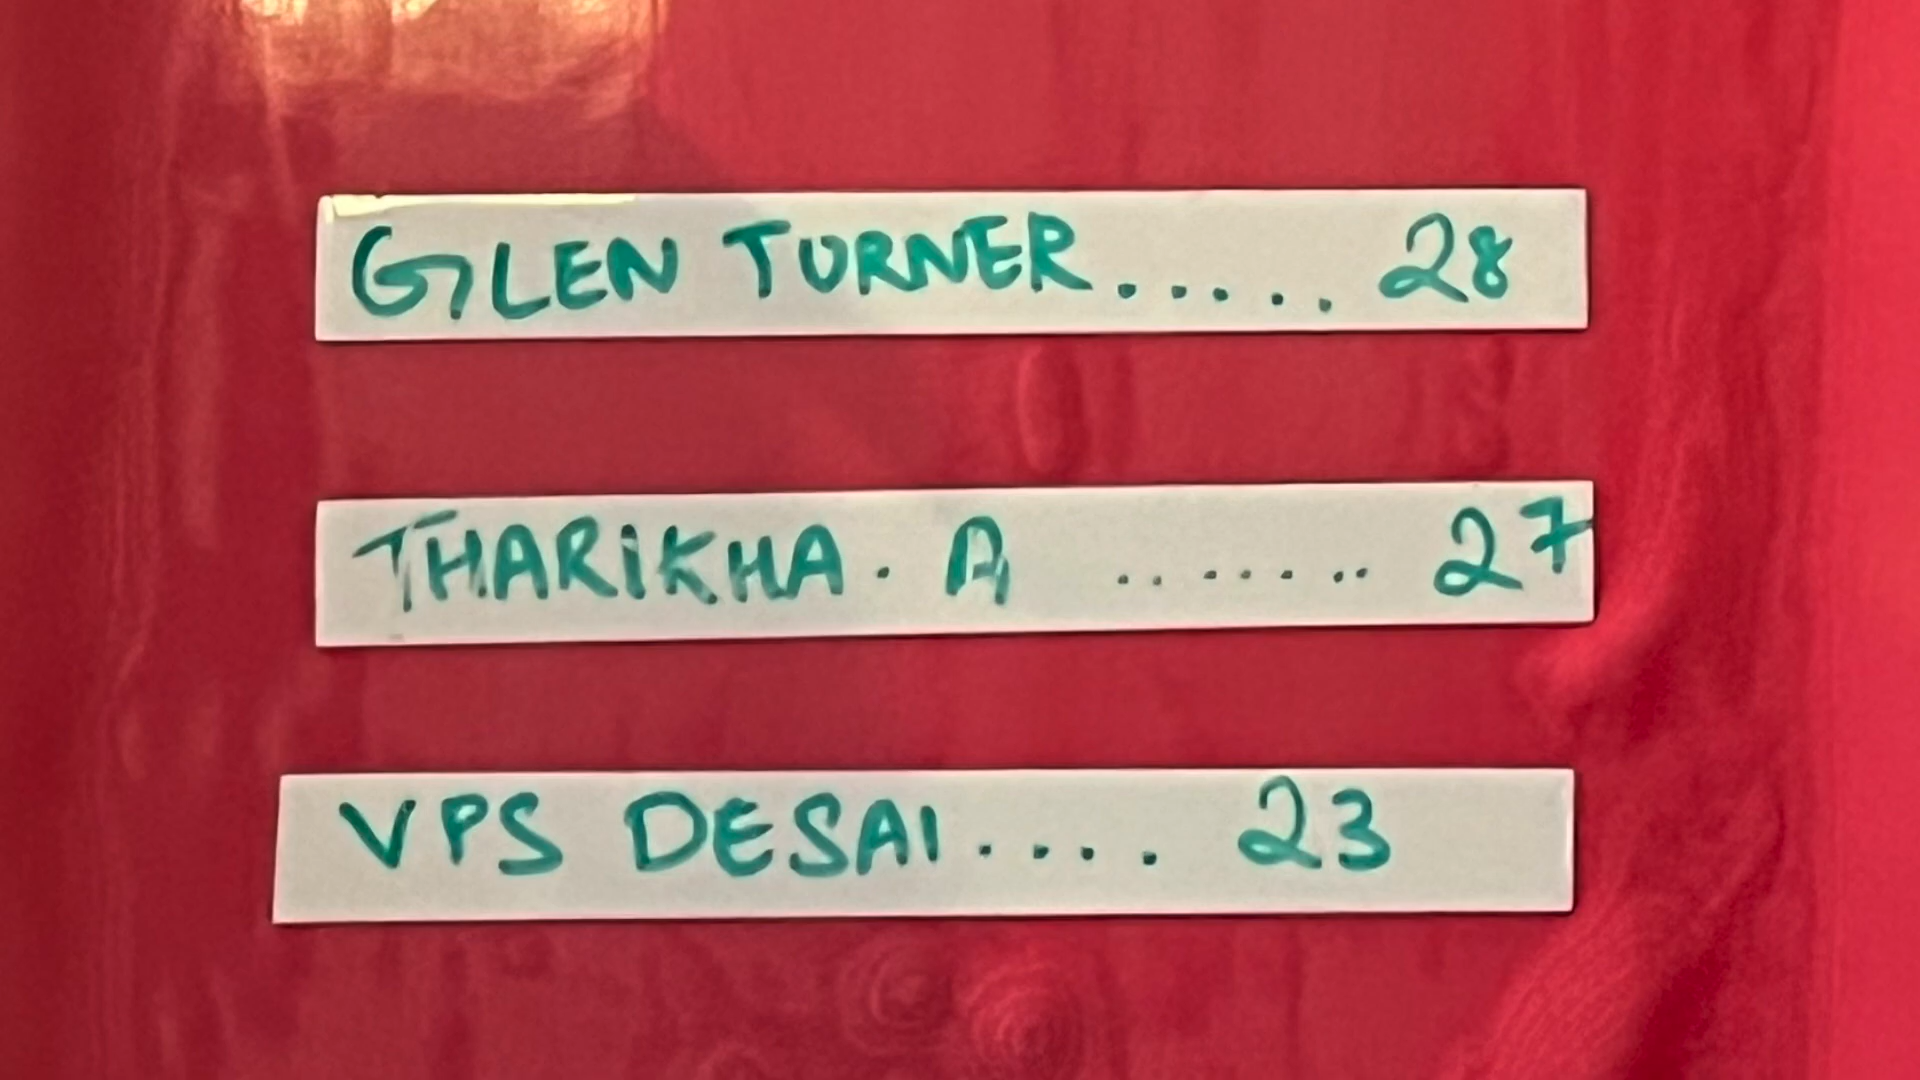 GLEN TURNER..... 28
THARIKHA. A ....... 27
VPS DESAI.... 23